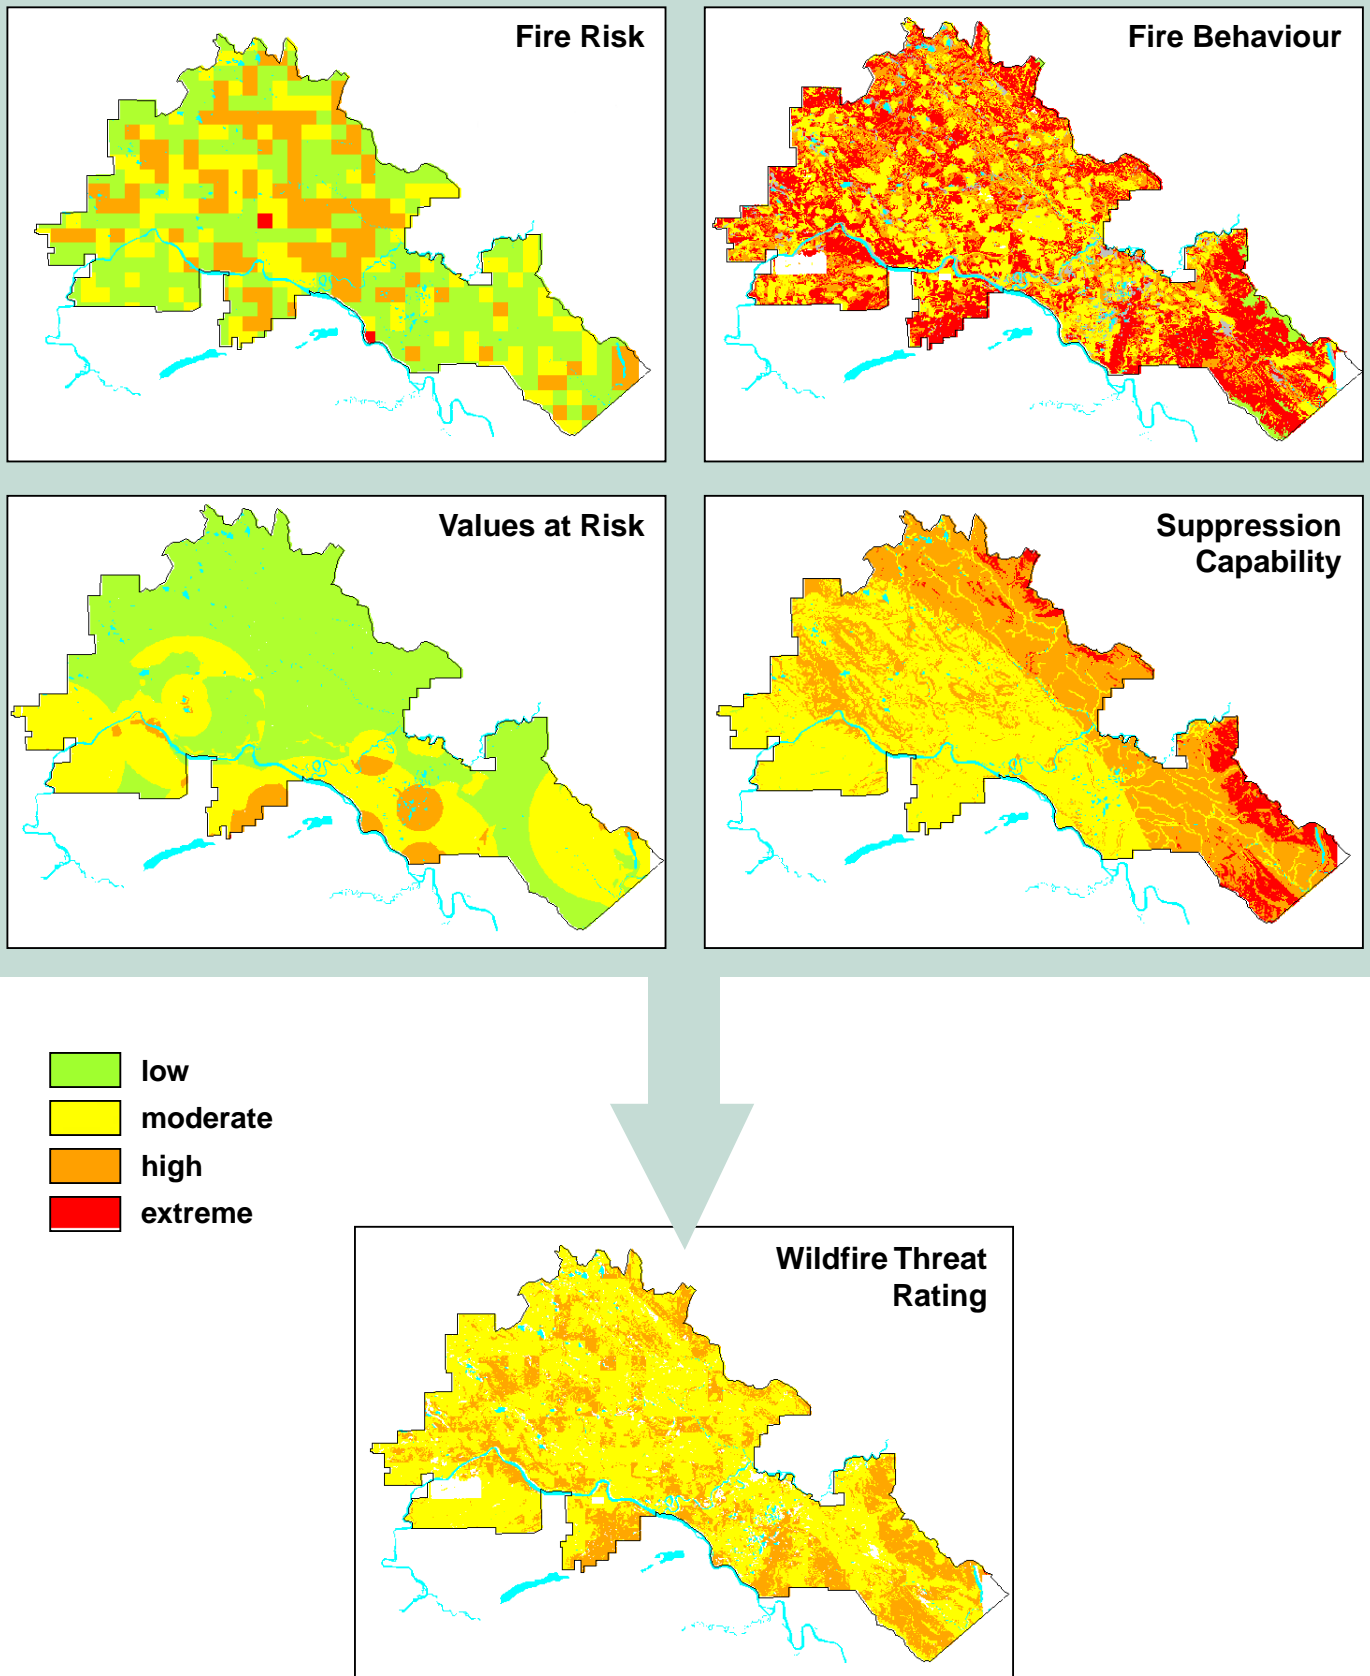 Fire Risk
Fire Behaviour
Values at Risk
Suppression
Capability
low
moderate
high
extreme
Wildfire Threat
Rating